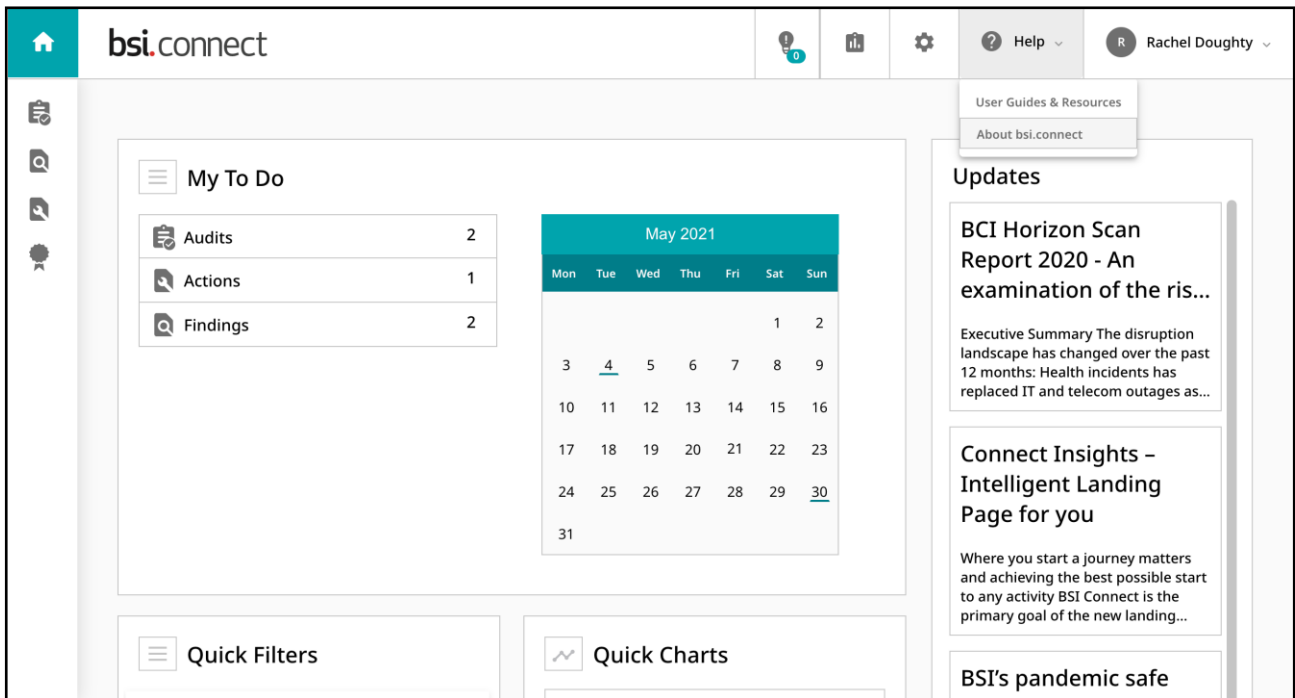 bsi.connect
0
Help
R
Rachel Doughty
User Guides & Resources
About bsi.connect
My To Do
Audits 2
Actions 1
Findings 2
May 2021
Mon Tue Wed Thu Fri Sat Sun
1 2
3 4 5 6 7 8 9
10 11 12 13 14 15 16
17 18 19 20 21 22 23
24 25 26 27 28 29 30
31
Updates
BCI Horizon Scan
Report 2020 - An
examination of the ris...
Executive Summary The disruption
landscape has changed over the past
12 months: Health incidents has
replaced IT and telecom outages as...
Connect Insights –
Intelligent Landing
Page for you
Where you start a journey matters
and achieving the best possible start
to any activity BSI Connect is the
primary goal of the new landing...
BSI's pandemic safe
Quick Filters
Quick Charts